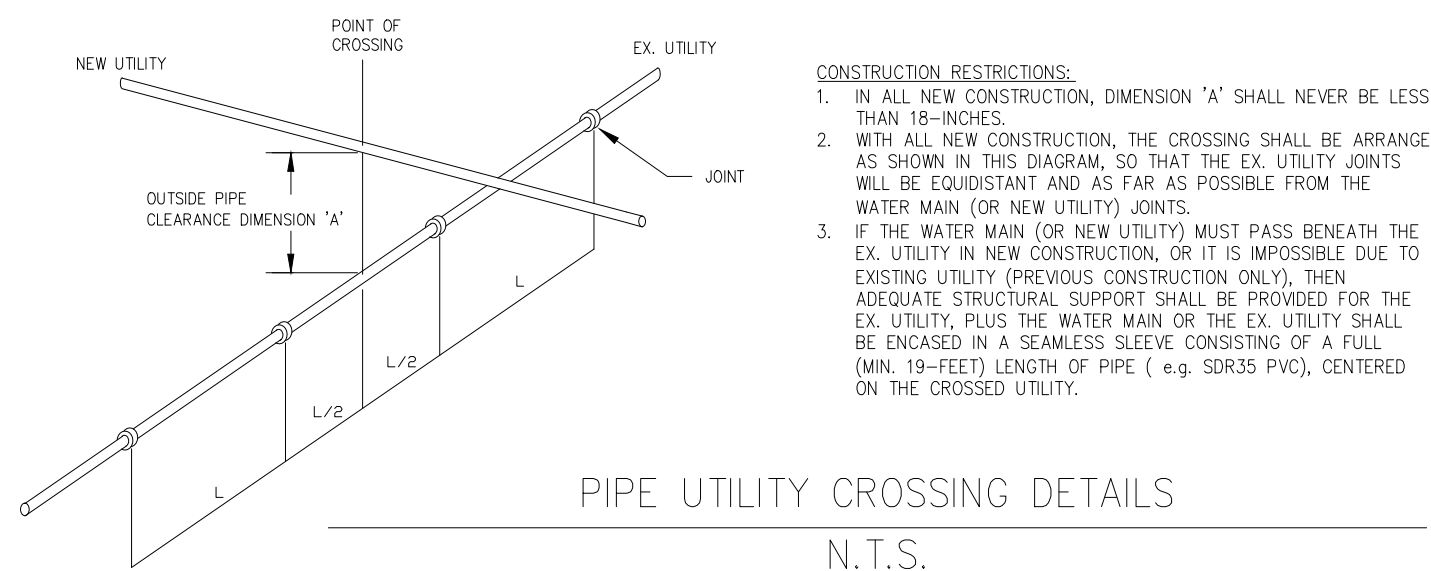 POINT OF
CROSSING
NEW UTILITY
EX. UTILITY
JOINT
OUTSIDE PIPE
CLEARANCE DIMENSION 'A'
L
L/2
L/2
L
CONSTRUCTION RESTRICTIONS:
1. IN ALL NEW CONSTRUCTION, DIMENSION 'A' SHALL NEVER BE LESS
THAN 18-INCHES.
2. WITH ALL NEW CONSTRUCTION, THE CROSSING SHALL BE ARRANGE
AS SHOWN IN THIS DIAGRAM, SO THAT THE EX. UTILITY JOINTS
WILL BE EQUIDISTANT AND AS FAR AS POSSIBLE FROM THE
WATER MAIN (OR NEW UTILITY) JOINTS.
3. IF THE WATER MAIN (OR NEW UTILITY) MUST PASS BENEATH THE
EX. UTILITY IN NEW CONSTRUCTION, OR IT IS IMPOSSIBLE DUE TO
EXISTING UTILITY (PREVIOUS CONSTRUCTION ONLY), THEN
ADEQUATE STRUCTURAL SUPPORT SHALL BE PROVIDED FOR THE
EX. UTILITY, PLUS THE WATER MAIN OR THE EX. UTILITY SHALL
BE ENCASED IN A SEAMLESS SLEEVE CONSISTING OF A FULL
(MIN. 19-FEET) LENGTH OF PIPE ( e.g. SDR35 PVC), CENTERED
ON THE CROSSED UTILITY.
PIPE UTILITY CROSSING DETAILS
N.T.S.